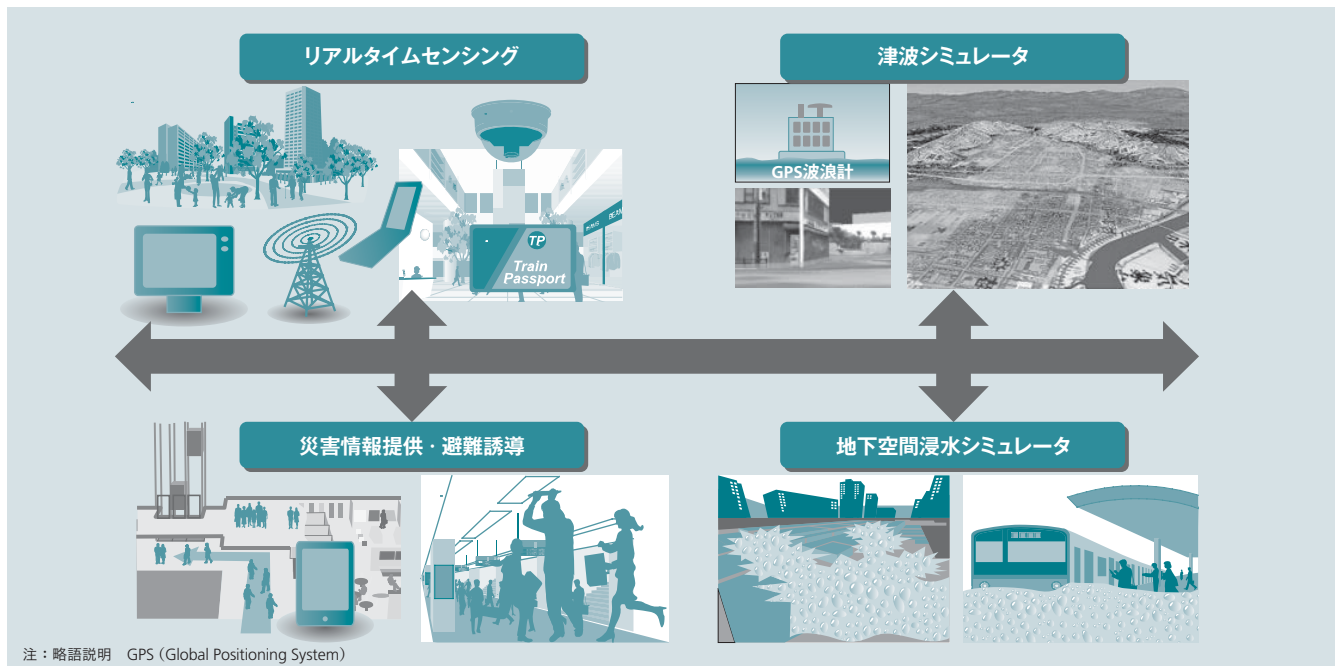 リアルタイムセンシング
津波シミュレータ
GPS波浪計
TP
Train
Passport
災害情報提供・避難誘導
地下空間浸水シミュレータ
注：略語説明　GPS（Global Positioning System）